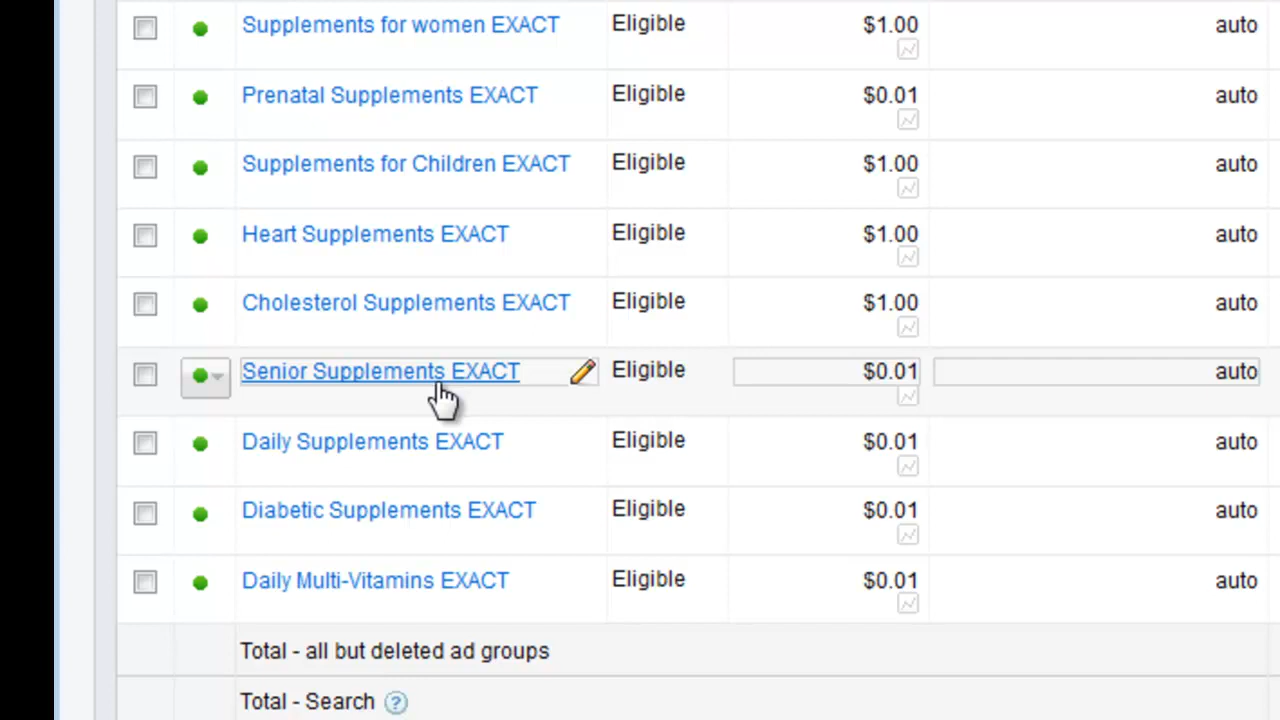 Supplements for women EXACT Eligible $1.00 auto
Prenatal Supplements EXACT Eligible $0.01 auto
Supplements for Children EXACT Eligible $1.00 auto
Heart Supplements EXACT Eligible $1.00 auto
Cholesterol Supplements EXACT Eligible $1.00 auto
Senior Supplements EXACT Eligible $0.01 auto
Daily Supplements EXACT Eligible $0.01 auto
Diabetic Supplements EXACT Eligible $0.01 auto
Daily Multi-Vitamins EXACT Eligible $0.01 auto
Total - all but deleted ad groups
Total - Search ?